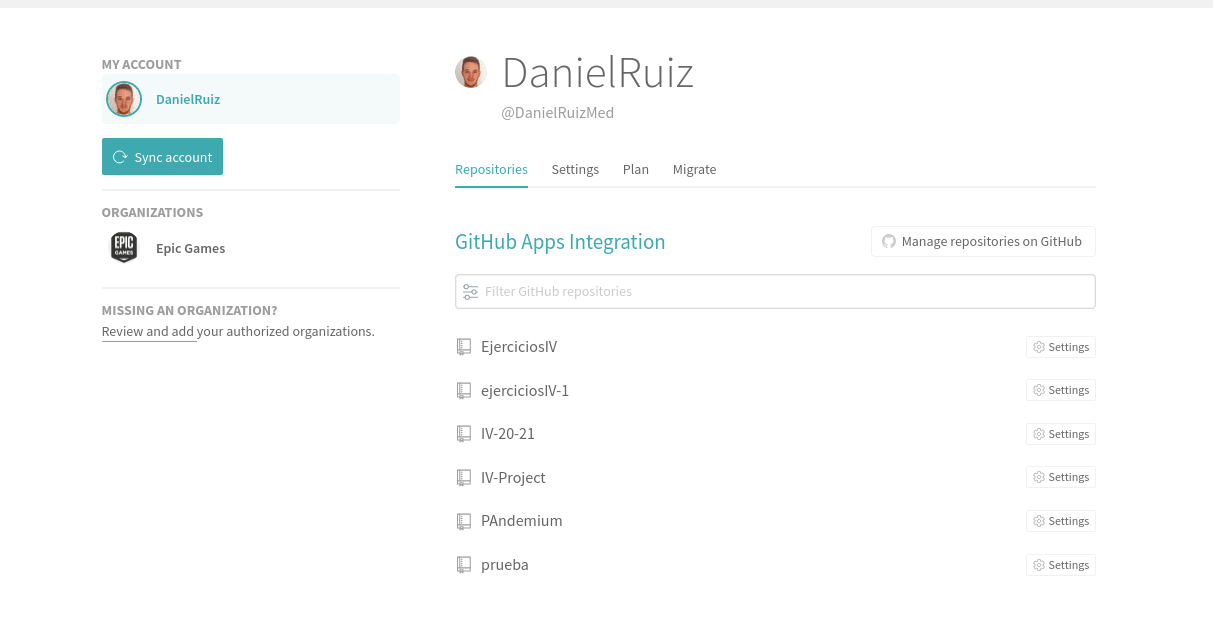 MY ACCOUNT
DanielRuiz
Sync account
ORGANIZATIONS
EPIC
GAMES
Epic Games
MISSING AN ORGANIZATION?
Review and add your authorized organizations.
DanielRuiz
@DanielRuizMed
Repositories Settings Plan Migrate
GitHub Apps Integration Manage repositories on GitHub
Filter GitHub repositories
EjerciciosIV Settings
ejerciciosIV-1 Settings
IV-20-21 Settings
IV-Project Settings
PAndemium Settings
prueba Settings